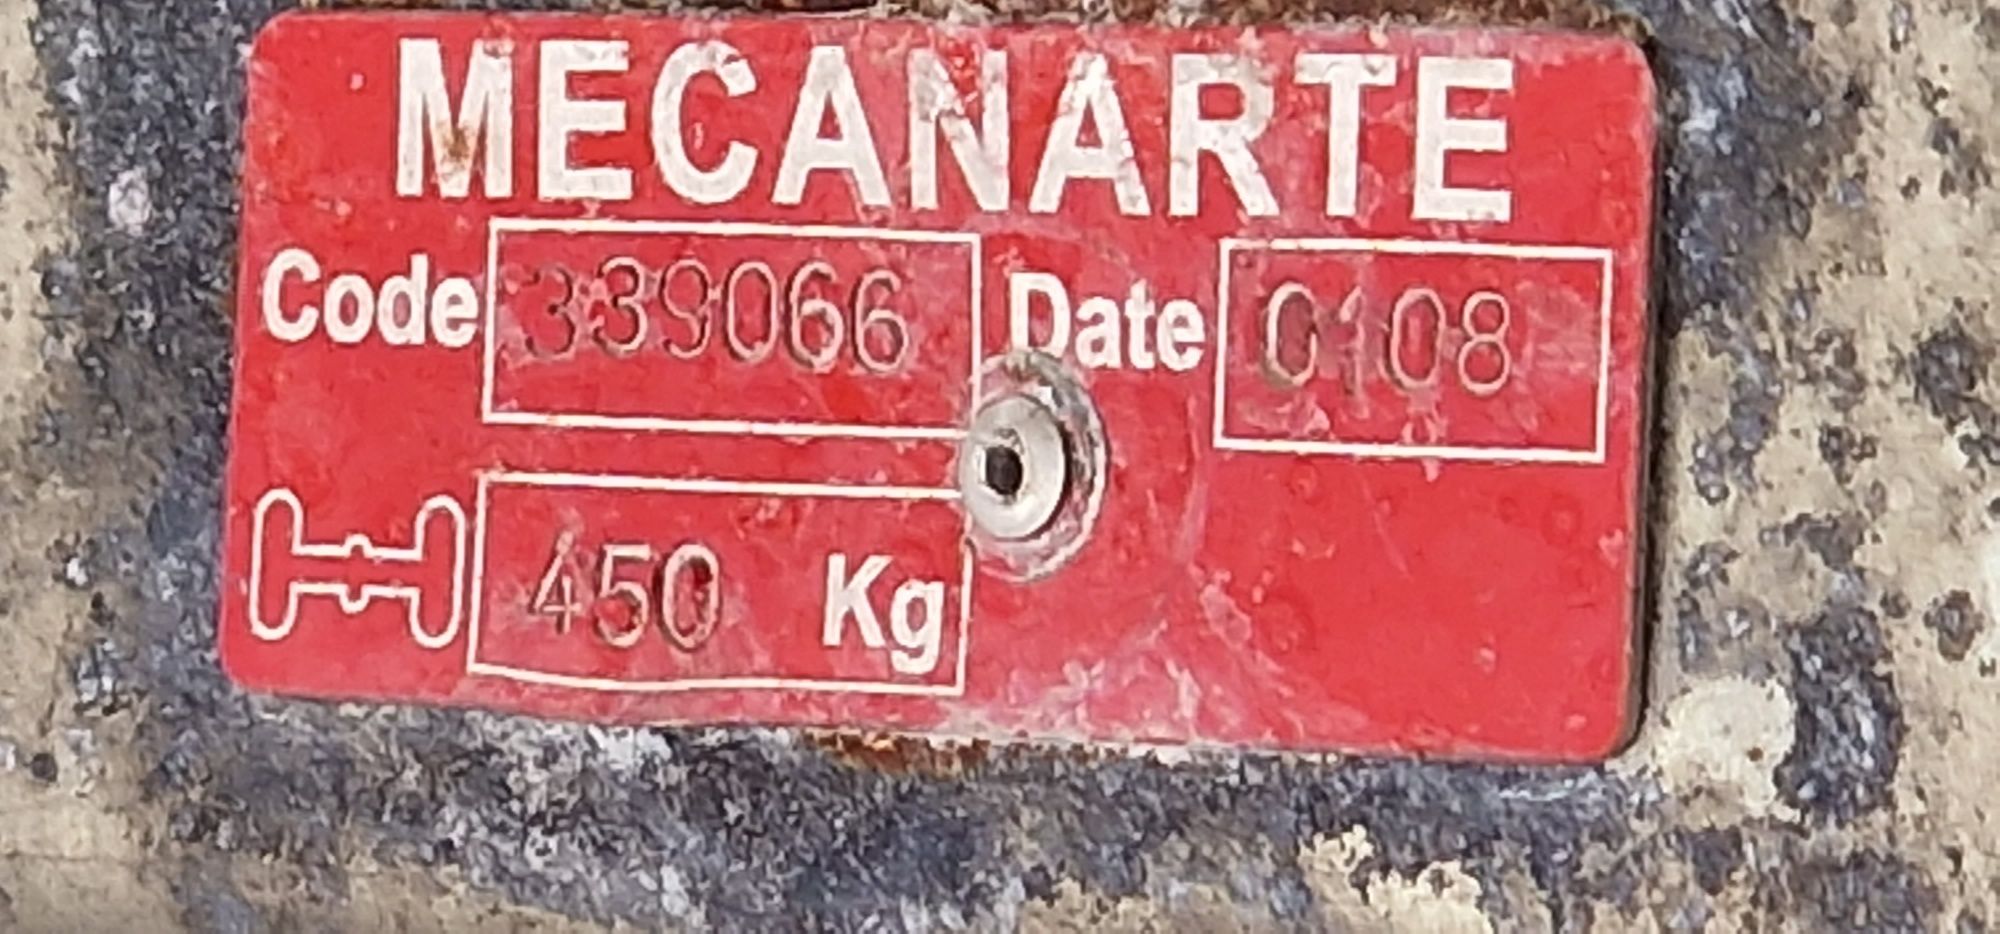 MECANARTE
Code 339066 Date 0108
450 Kg